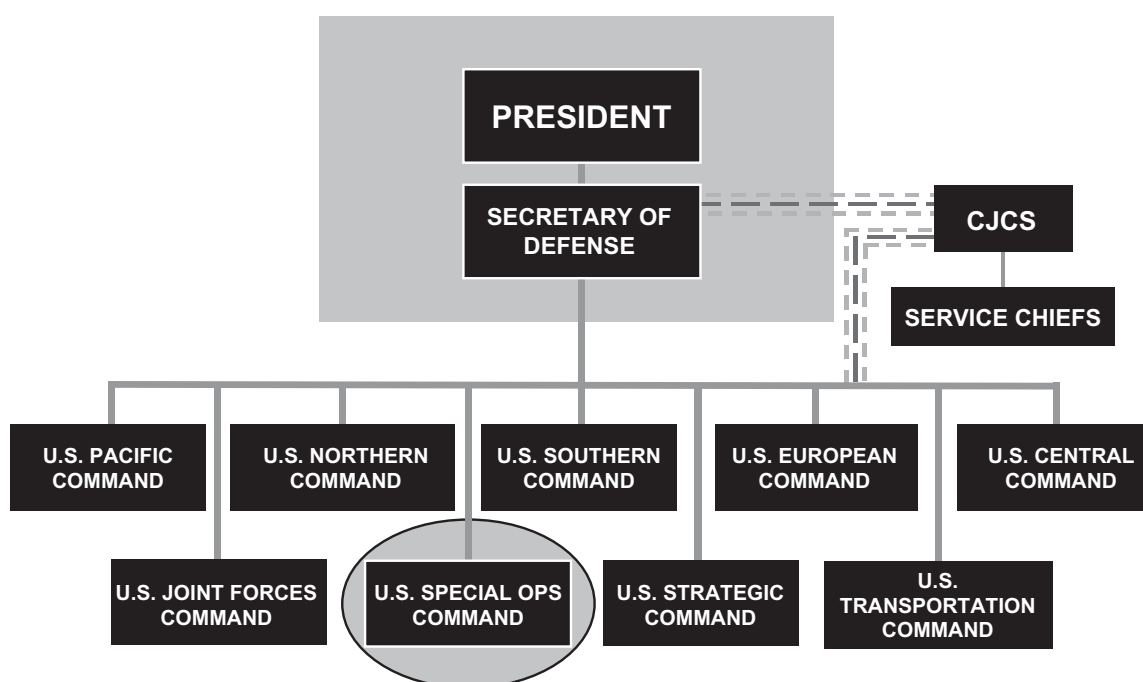 PRESIDENT
SECRETARY OF
DEFENSE
CJCS
SERVICE CHIEFS
U.S. PACIFIC
COMMAND
U.S. NORTHERN
COMMAND
U.S. SOUTHERN
COMMAND
U.S. EUROPEAN
COMMAND
U.S. CENTRAL
COMMAND
U.S. JOINT FORCES
COMMAND
U.S. SPECIAL OPS
COMMAND
U.S. STRATEGIC
COMMAND
U.S.
TRANSPORTATION
COMMAND